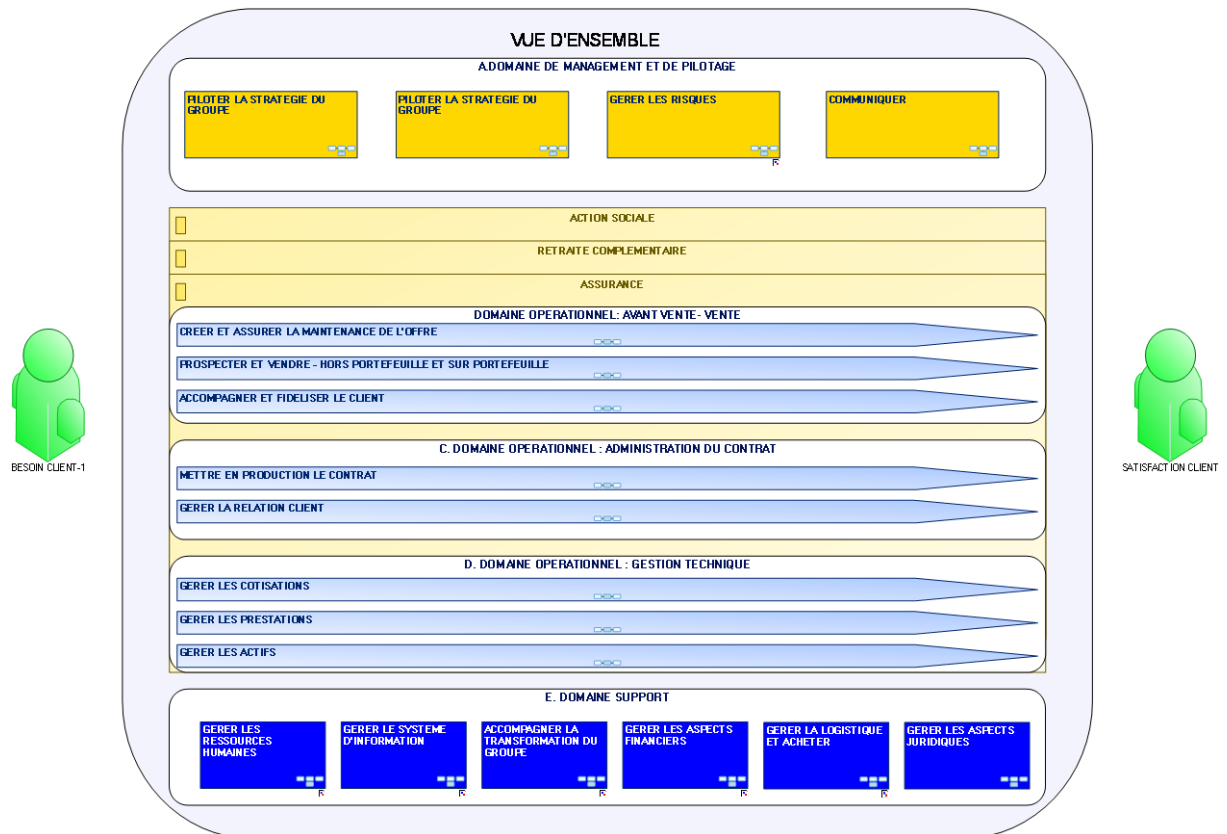 VUE D'ENSEMBLE
A.DOMAINE DE MANAGEMENT ET DE PILOTAGE
PILOTER LA STRATEGIE DU
GROUPE
PILOTER LA STRATEGIE DU
GROUPE
GERER LES RISQUES
COMMUNIQUER
ACTION SOCIALE
RETRAITE COMPLEMENTAIRE
ASSURANCE
DOMAINE OPERATIONNEL: AVANT VENTE- VENTE
CREER ET ASSURER LA MAINTENANCE DE L'OFFRE
PROSPECTER ET VENDRE - HORS PORTEFEUILLE ET SUR PORTEFEUILLE
ACCOMPAGNER ET FIDELISER LE CLIENT
BESOIN CLIENT-1
SATISFACTION CLIENT
C. DOMAINE OPERATIONNEL : ADMINISTRATION DU CONTRAT
METTRE EN PRODUCTION LE CONTRAT
GERER LA RELATION CLIENT
D. DOMAINE OPERATIONNEL : GESTION TECHNIQUE
GERER LES COTISATIONS
GERER LES PRESTATIONS
GERER LES ACTIFS
E. DOMAINE SUPPORT
GERER LES
RESSOURCES
HUMAINES
GERER LE SYSTEME
D'INFORMATION
ACCOMPAGNER LA
TRANSFORMATION DU
GROUPE
GERER LES ASPECTS
FINANCIERS
GERER LA LOGISTIQUE
ET ACHETER
GERER LES ASPECTS
JURIDIQUES